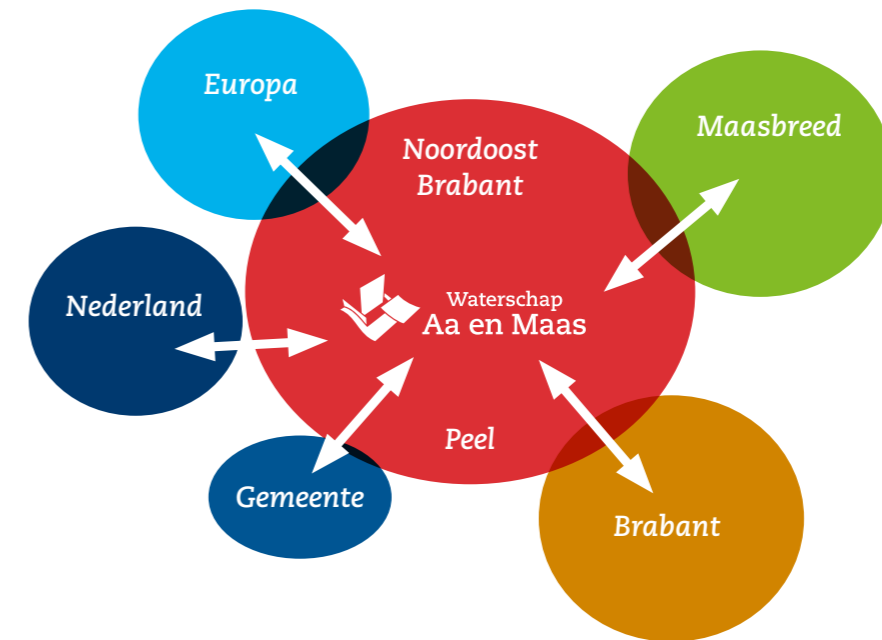 Europa
Noordoost
Brabant
Maasbreed
Nederland
Waterschap
Aa en Maas
Peel
Gemeente
Brabant